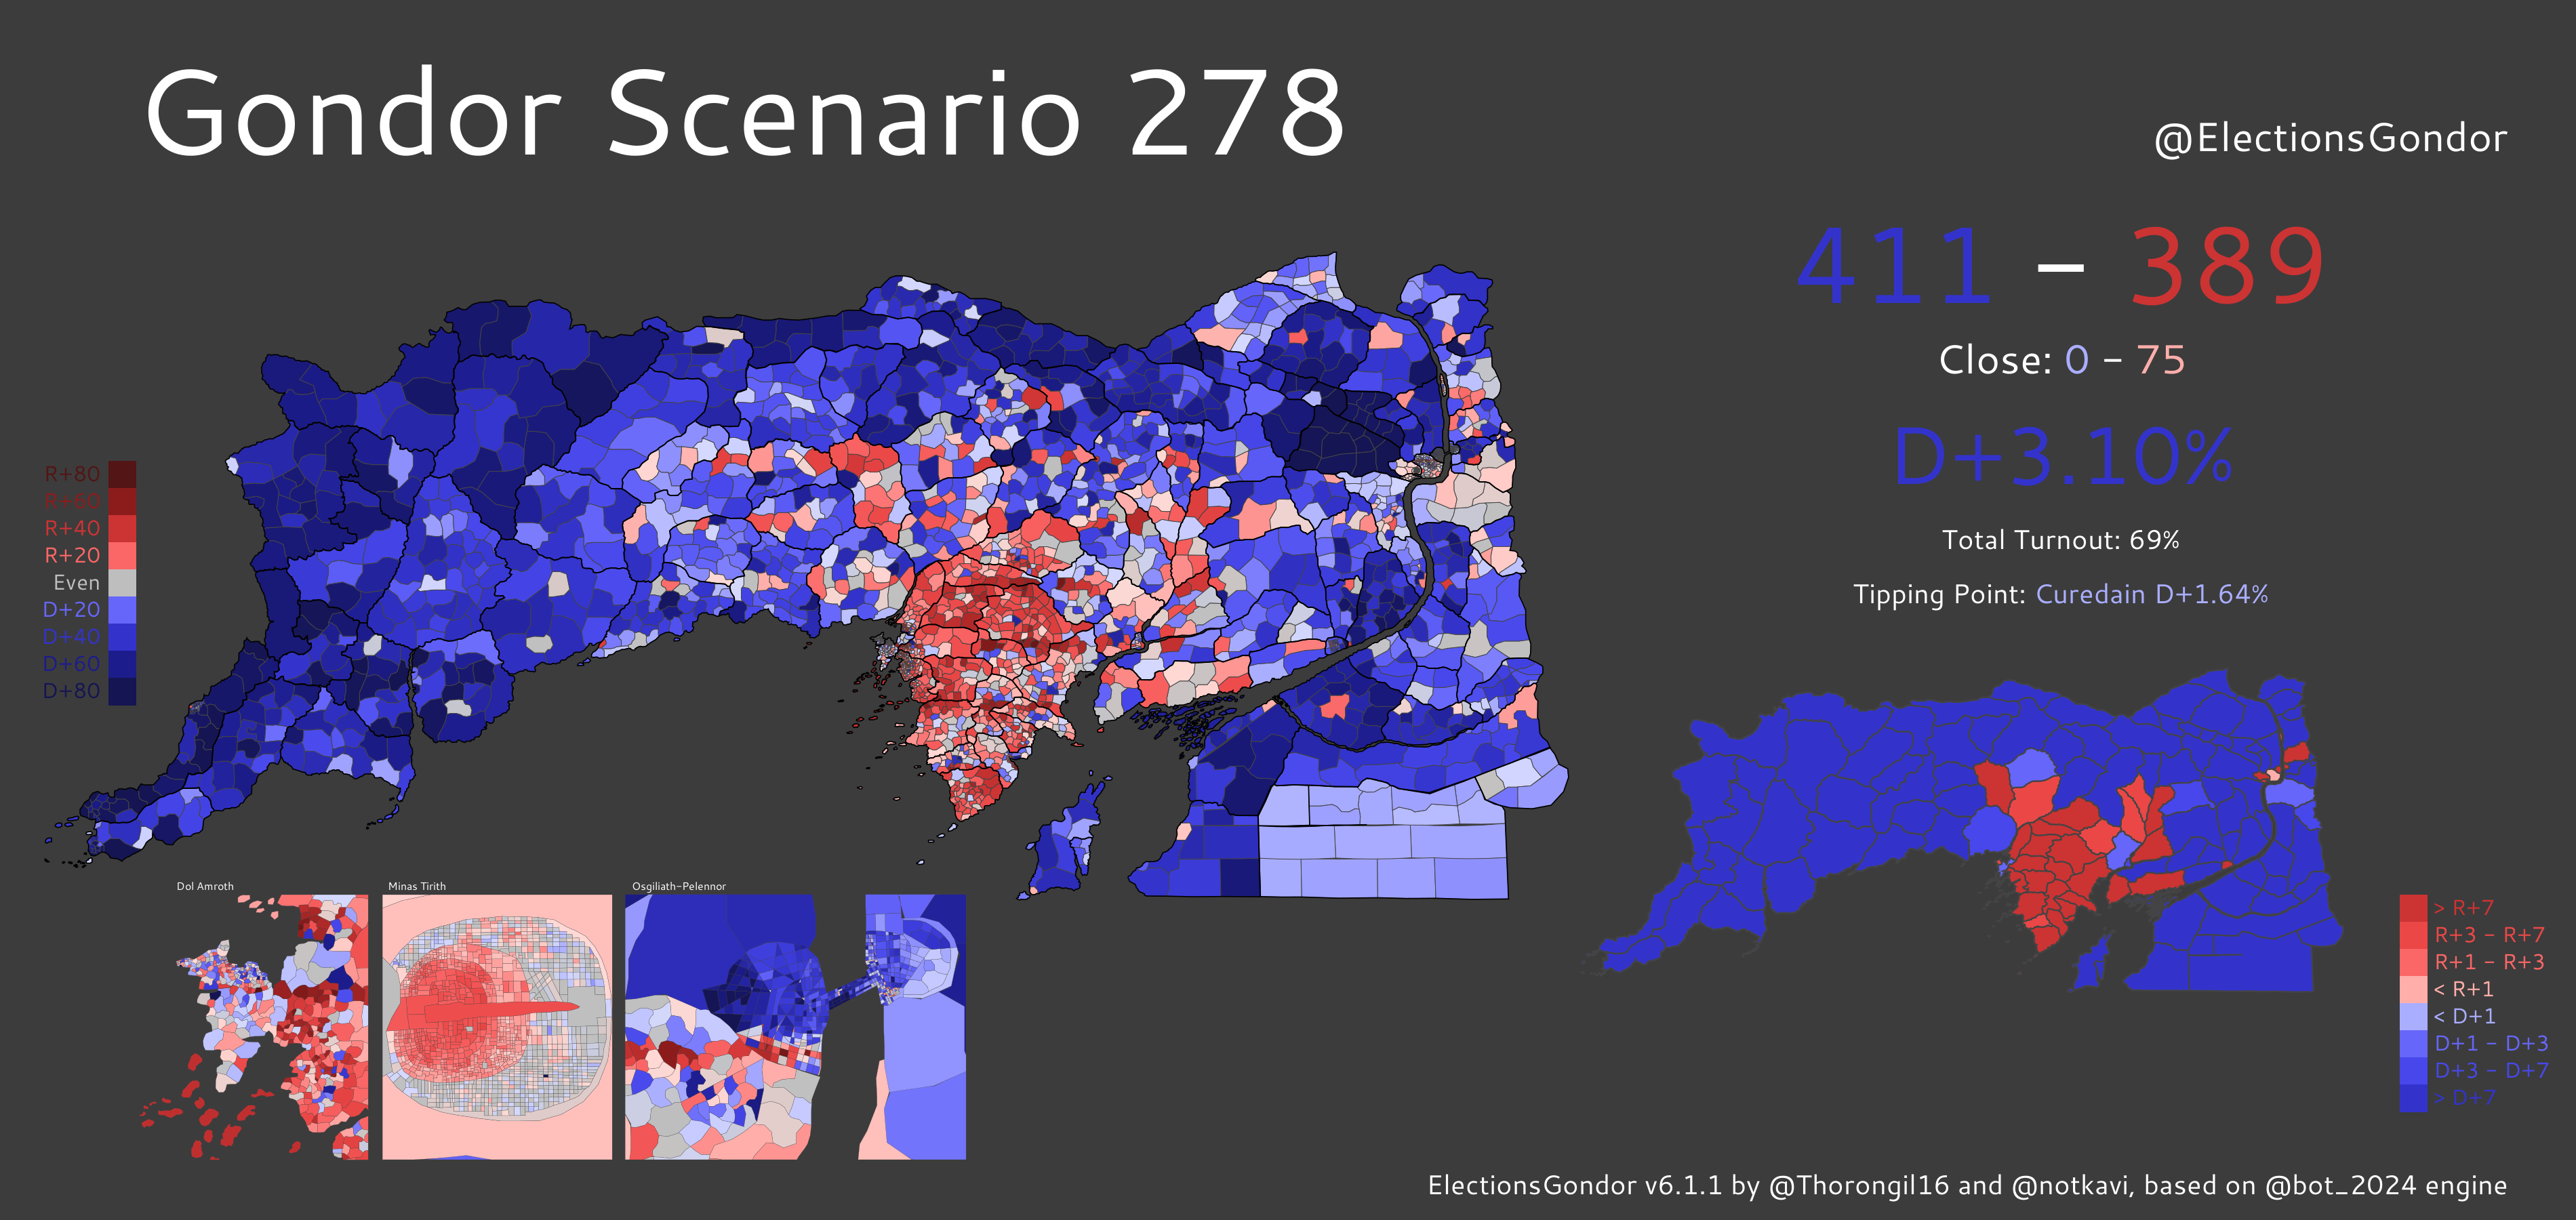 Gondor Scenario 278
@ElectionsGondor
411 – 389
Close: 0 – 75
D+3.10%
Total Turnout: 69%
Tipping Point: Curedain D+1.64%
R+80
R+60
R+40
R+20
Even
D+20
D+40
D+60
D+80
Dol Amroth
Minas Tirith
Osgiliath-Pelennor
> R+7
R+3 – R+7
R+1 – R+3
< R+1
< D+1
D+1 – D+3
D+3 – D+7
> D+7
ElectionsGondor v6.1.1 by @Thorongil16 and @notkavi, based on @bot_2024 engine